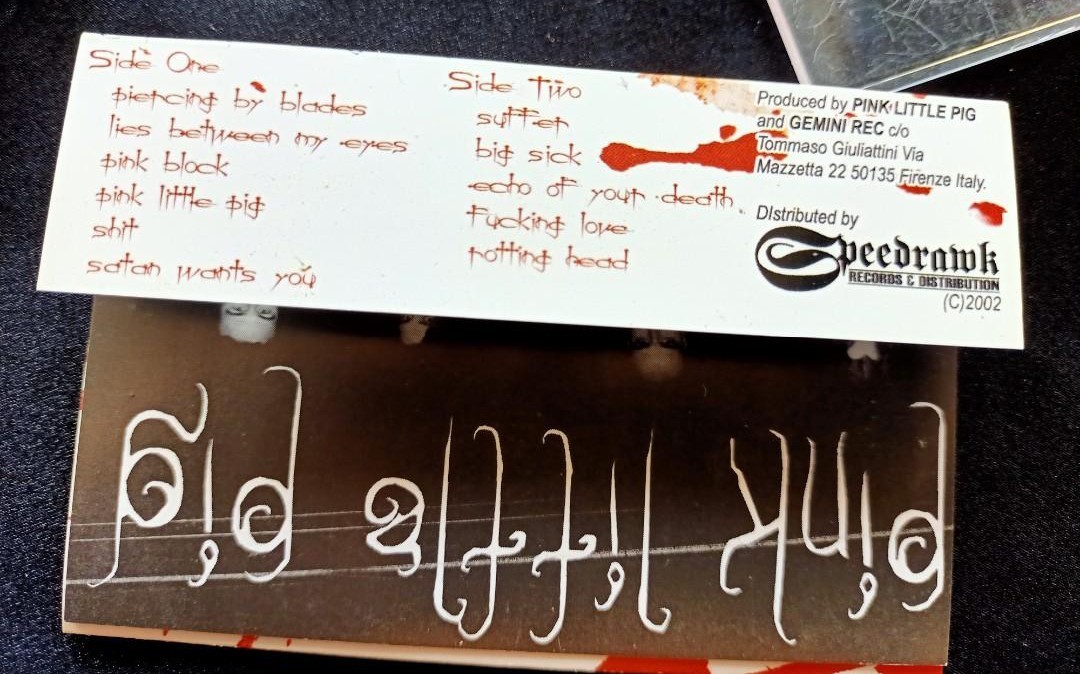 Side One
piercing by blades
lies between my eyes
pink block
pink little pig
shit
satan wants you
Side Two
suffer
big sick
echo of your death
Fucking love
rotting head
Produced by PINK LITTLE PIG
and GEMINI REC c/o
Tommaso Giuliattini Via
Mazzetta 22 50135 Firenze Italy.
DIstributed by
Speedrawk
RECORDS & DISTRIBUTION
(C)2002
pink little pig